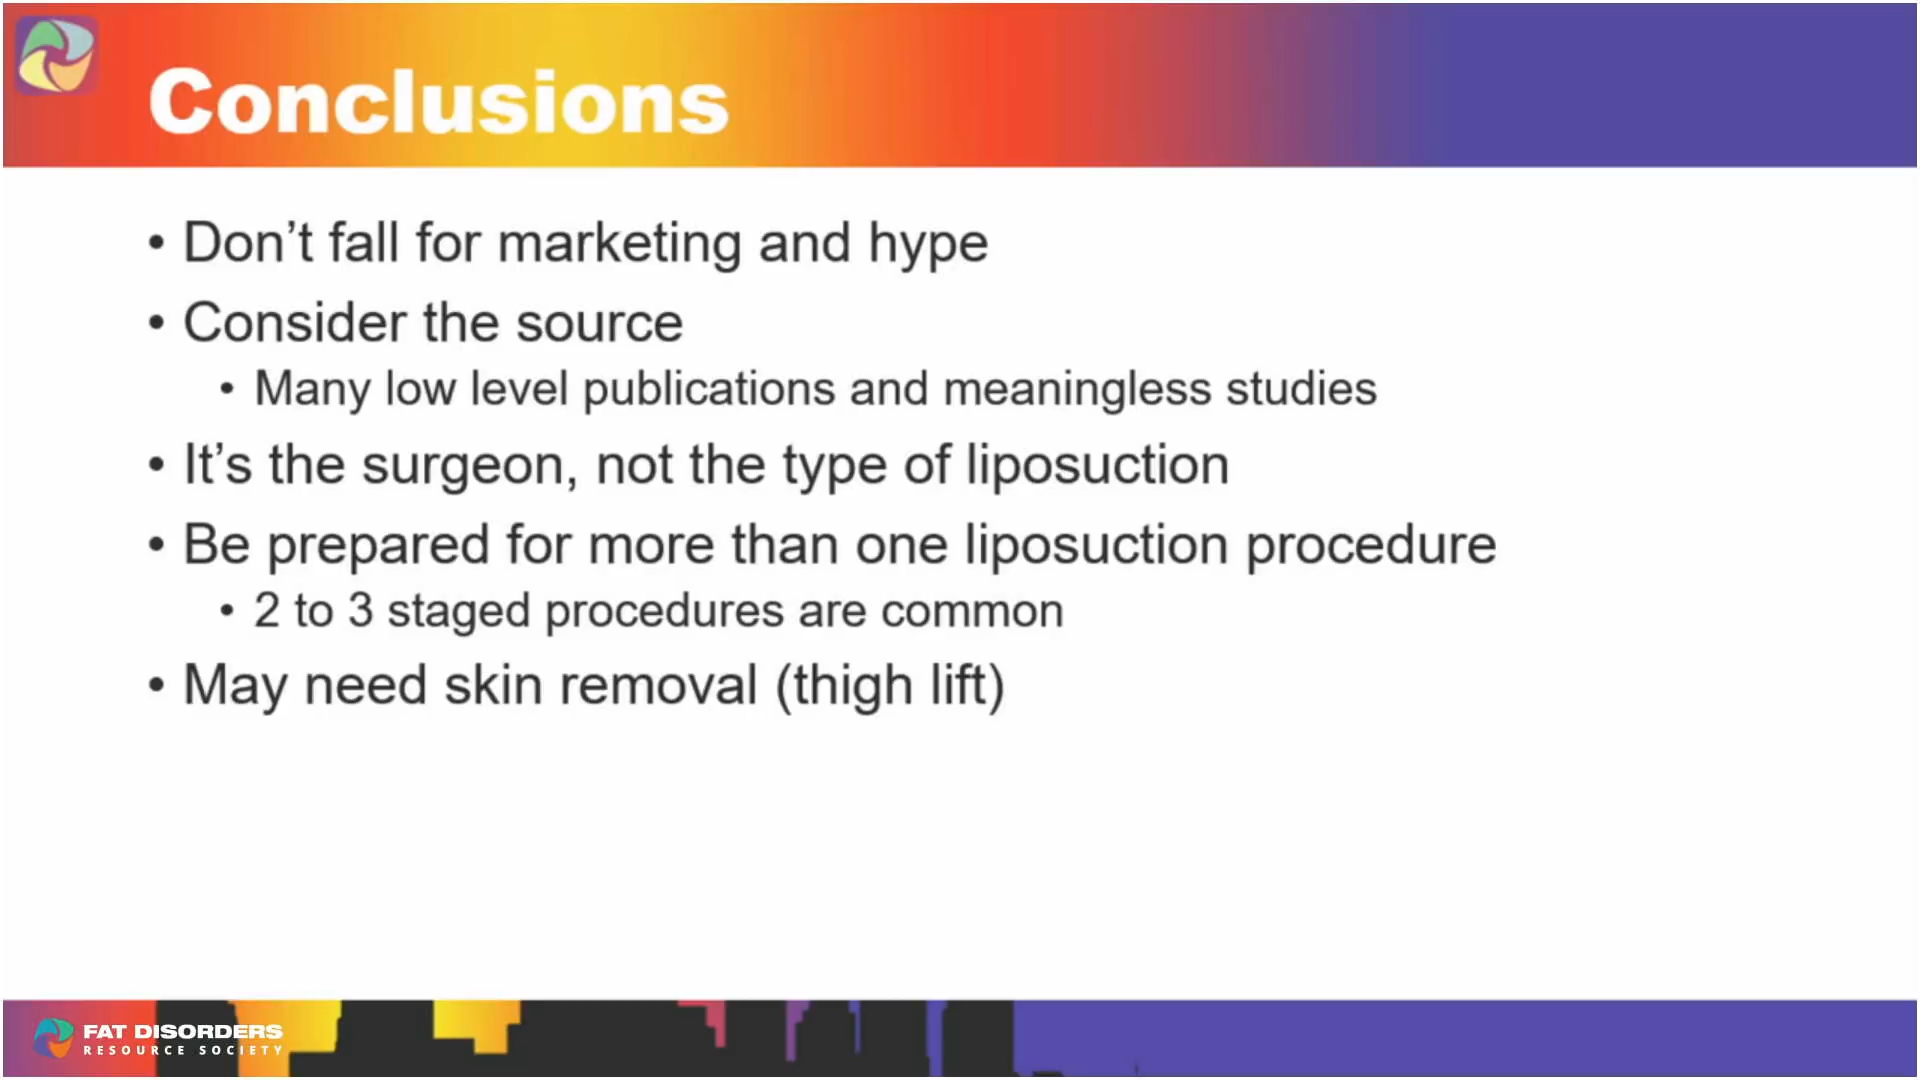 Conclusions
• Don’t fall for marketing and hype
• Consider the source
• Many low level publications and meaningless studies
• It’s the surgeon, not the type of liposuction
• Be prepared for more than one liposuction procedure
• 2 to 3 staged procedures are common
• May need skin removal (thigh lift)
FAT DISORDERS
RESOURCE SOCIETY